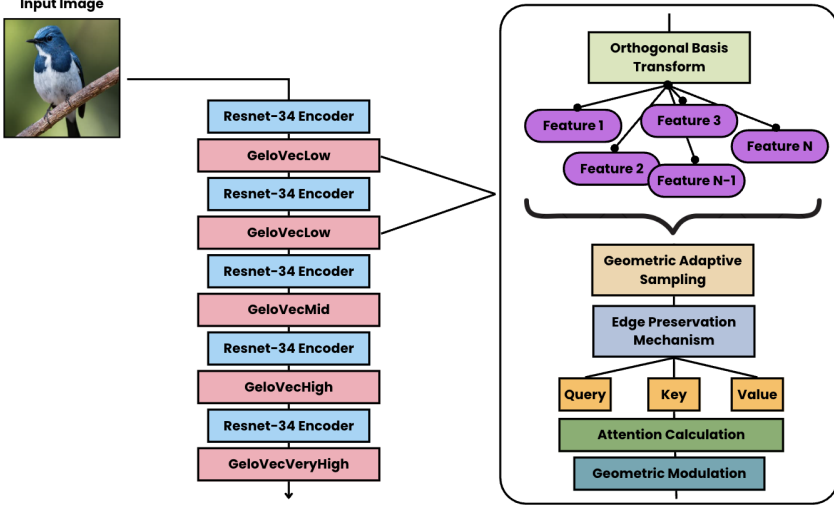 Input Image
Resnet-34 Encoder
GeloVecLow
Resnet-34 Encoder
GeloVecLow
Resnet-34 Encoder
GeloVecMid
Resnet-34 Encoder
GeloVecHigh
Resnet-34 Encoder
GeloVecVeryHigh
Orthogonal Basis
Transform
Feature 1
Feature 3
Feature N
Feature 2
Feature N-1
Geometric Adaptive
Sampling
Edge Preservation
Mechanism
Query
Key
Value
Attention Calculation
Geometric Modulation